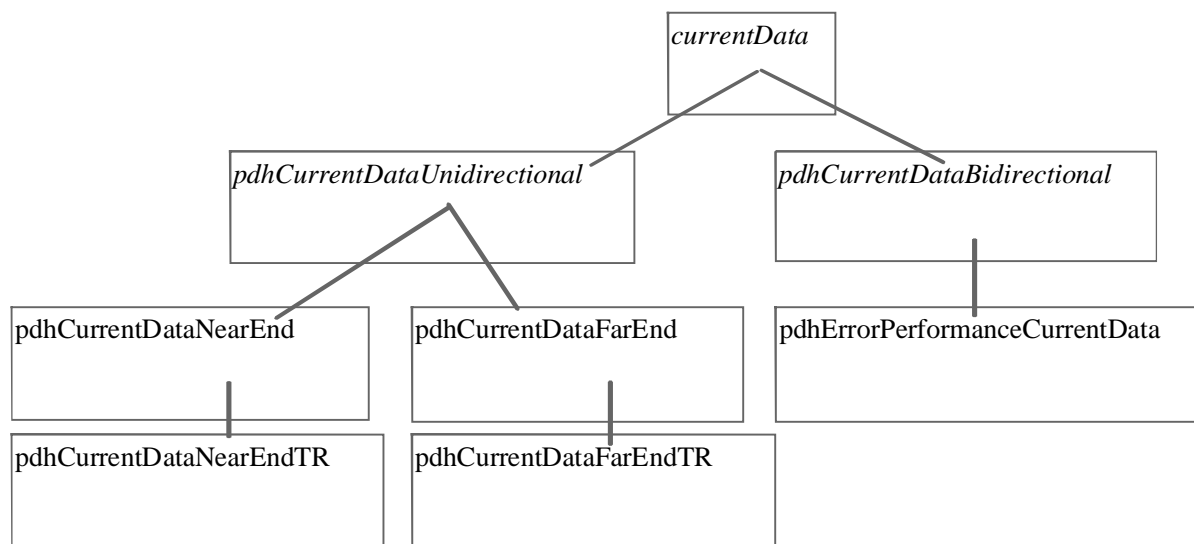 currentData
pdhCurrentDataUnidirectional
pdhCurrentDataBidirectional
pdhCurrentDataNearEnd
pdhCurrentDataFarEnd
pdhErrorPerformanceCurrentData
pdhCurrentDataNearEndTR
pdhCurrentDataFarEndTR